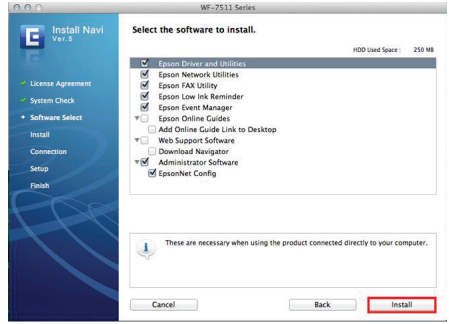 WF-7511 Series
E
Install Navi
Ver.5
License Agreement
System Check
Software Select
Install
Connection
Setup
Finish
Select the software to install.
HDD Used Space : 250 MB
Epson Driver and Utilities
Epson Network Utilities
Epson FAX Utility
Epson Low Ink Reminder
Epson Event Manager
Epson Online Guides
Add Online Guide Link to Desktop
Web Support Software
Download Navigator
Administrator Software
EpsonNet Config
These are necessary when using the product connected directly to your computer.
Cancel
Back
Install